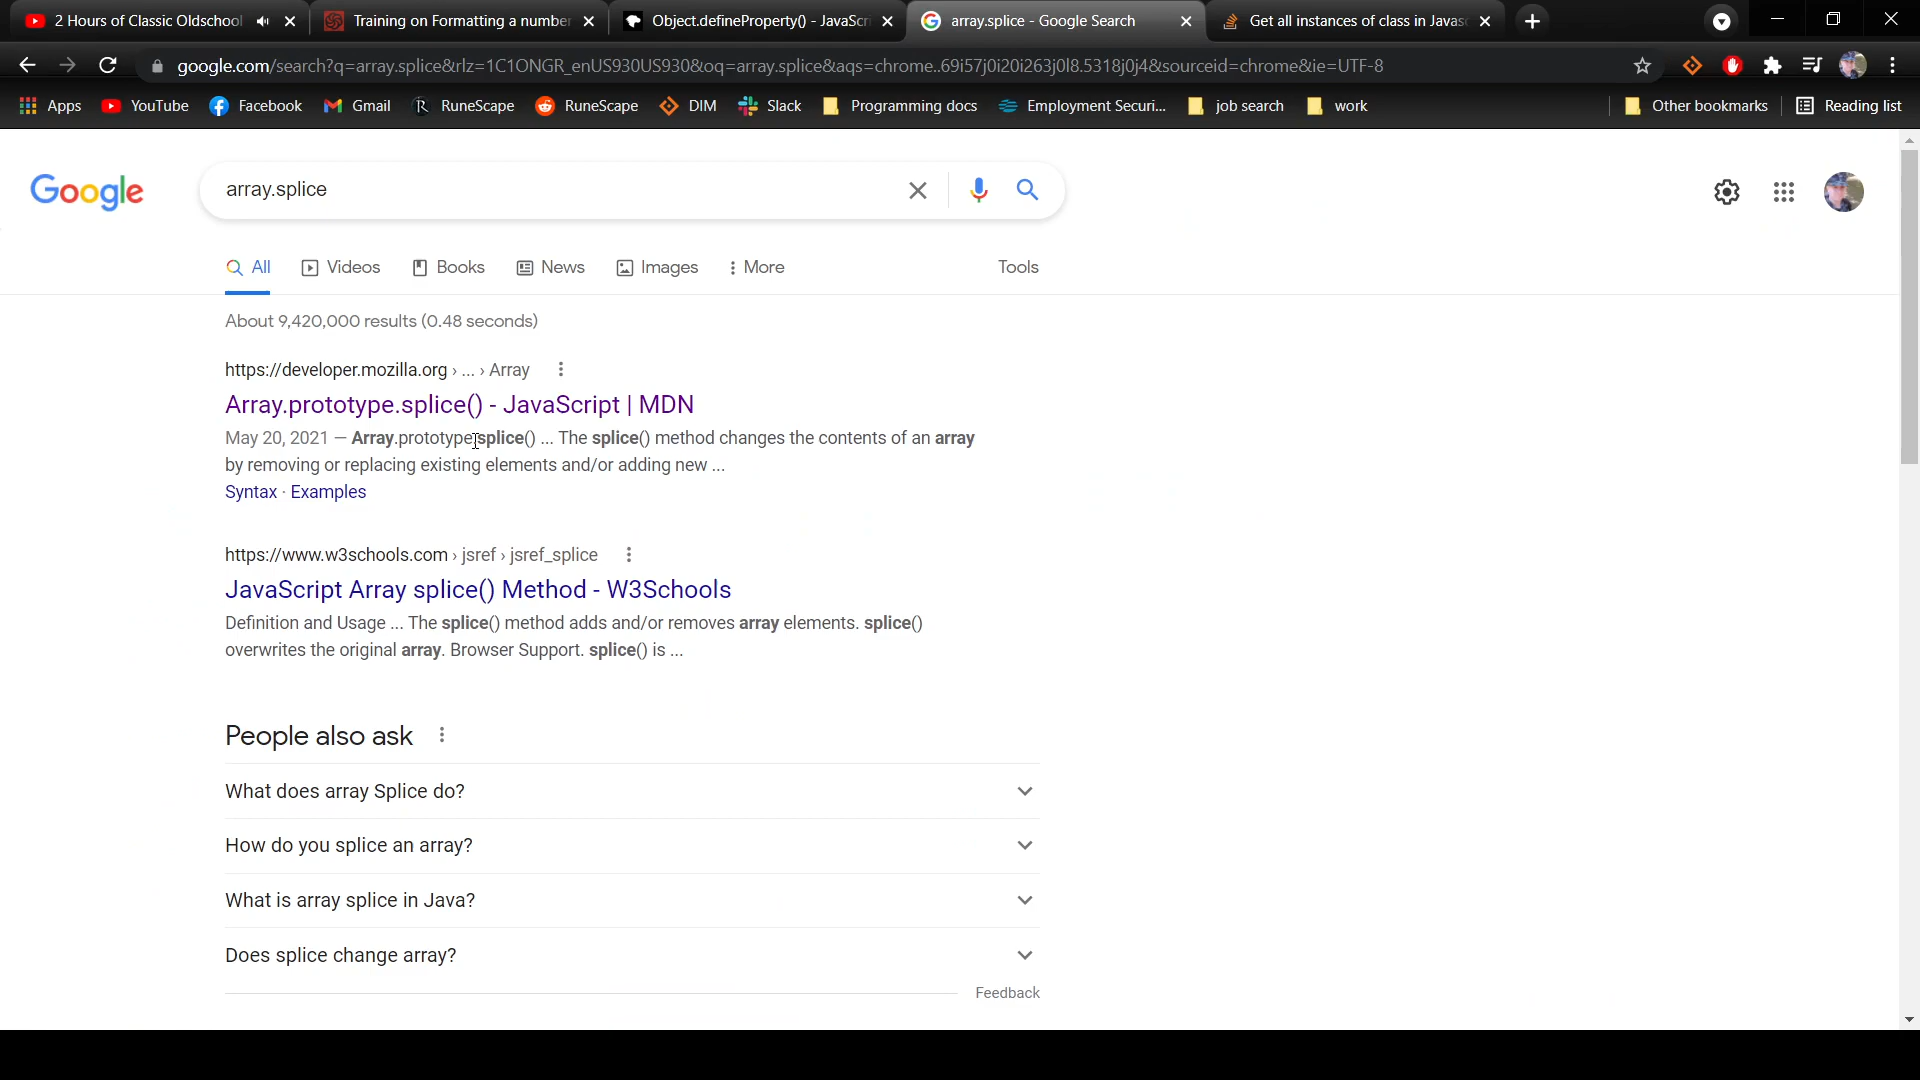 2 Hours of Classic Oldschool
Training on Formatting a number
Object.defineProperty() - JavaScri
array.splice - Google Search
Get all instances of class in Javasc
google.com/search?q=array.splice&rlz=1C1ONGR_enUS930US930&oq=array.splice&aqs=chrome..69i57j0i20i263j0l8.5318j0j4&sourceid=chrome&ie=UTF-8
Apps YouTube Facebook Gmail RuneScape RuneScape DIM Slack Programming docs Employment Securi... job search work Other bookmarks Reading list
Google
array.splice
All Videos Books News Images More Tools
About 9,420,000 results (0.48 seconds)
https://developer.mozilla.org › ... › Array
Array.prototype.splice() - JavaScript | MDN
May 20, 2021 — Array.prototype.splice() ... The splice() method changes the contents of an array
by removing or replacing existing elements and/or adding new ...
Syntax · Examples
https://www.w3schools.com › jsref › jsref_splice
JavaScript Array splice() Method - W3Schools
Definition and Usage ... The splice() method adds and/or removes array elements. splice()
overwrites the original array. Browser Support. splice() is ...
People also ask
What does array Splice do?
How do you splice an array?
What is array splice in Java?
Does splice change array?
Feedback